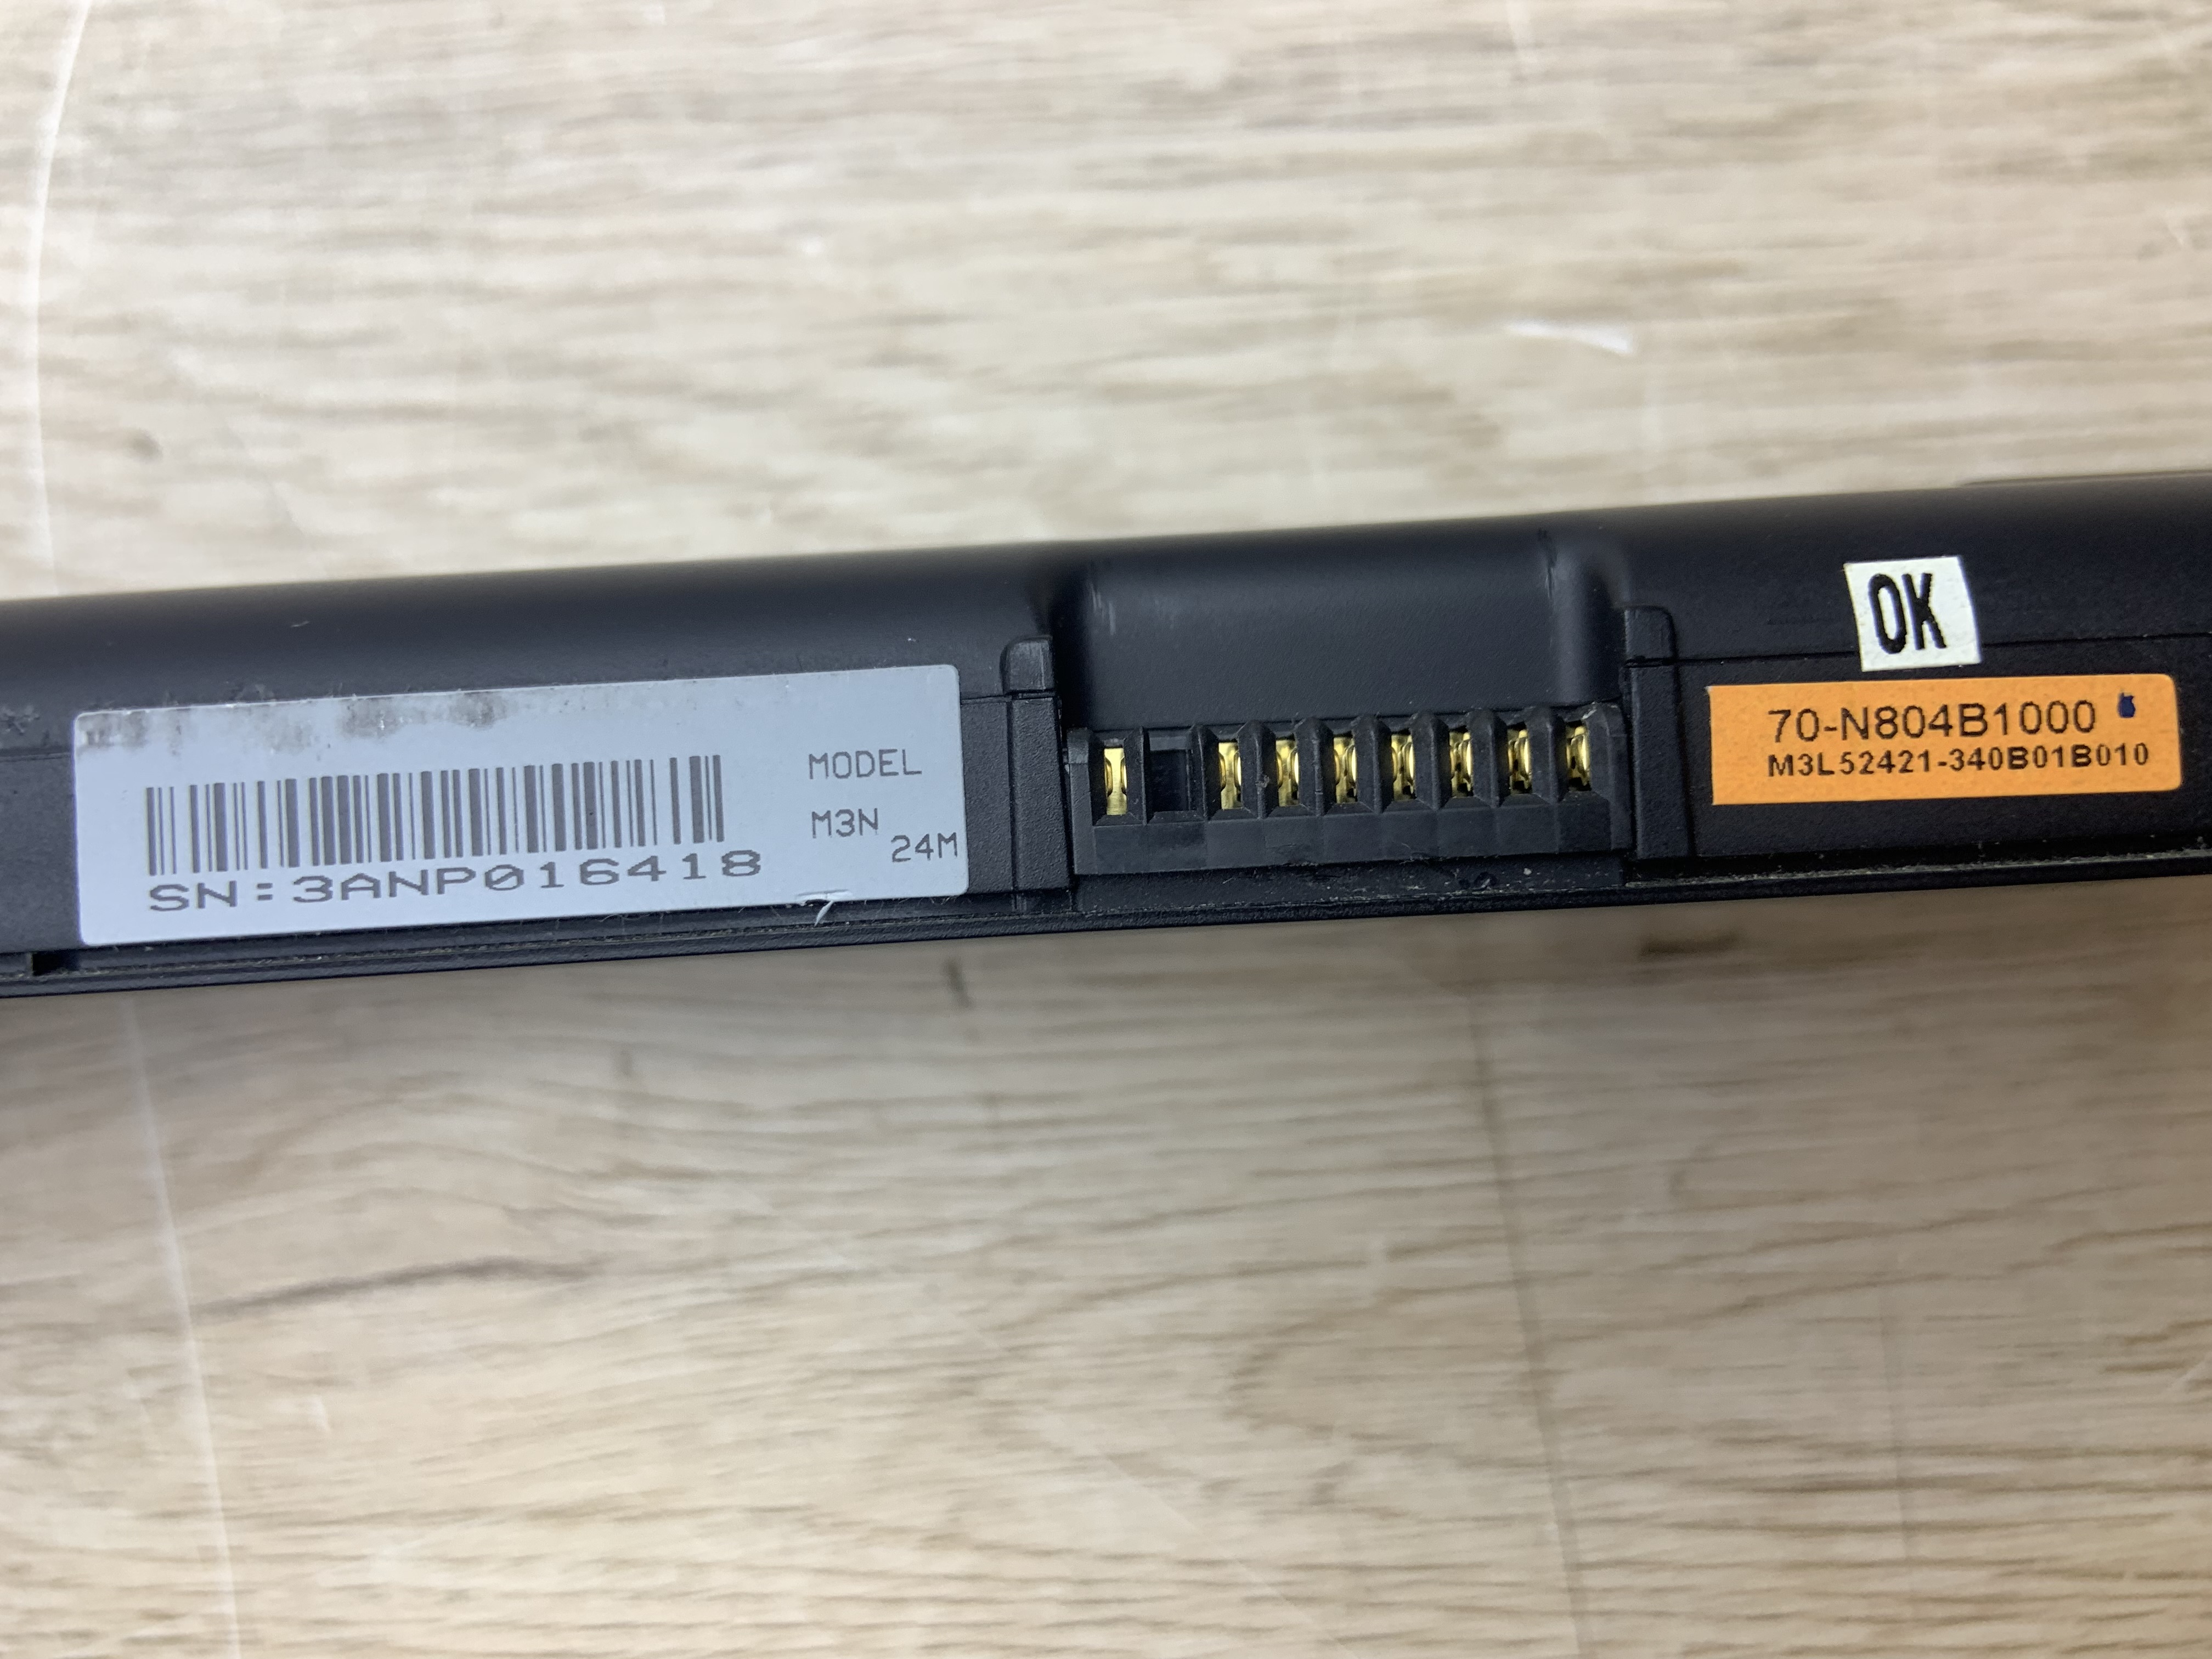 MODEL
M3N
24M
SN:3ANP016418
OK
70-N804B1000
M3L52421-340B01B010